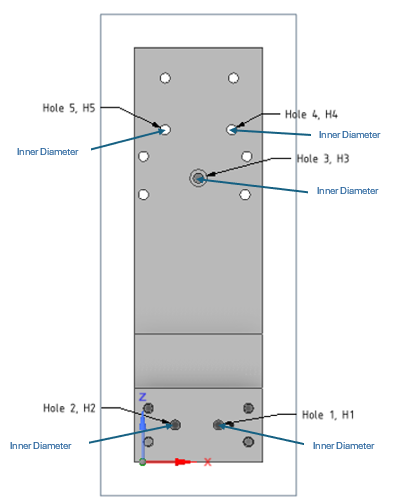 Hole 5, H5
Hole 4, H4
Inner Diameter
Inner Diameter
Hole 3, H3
Inner Diameter
Z
Hole 2, H2
Hole 1, H1
Inner Diameter
Inner Diameter
X